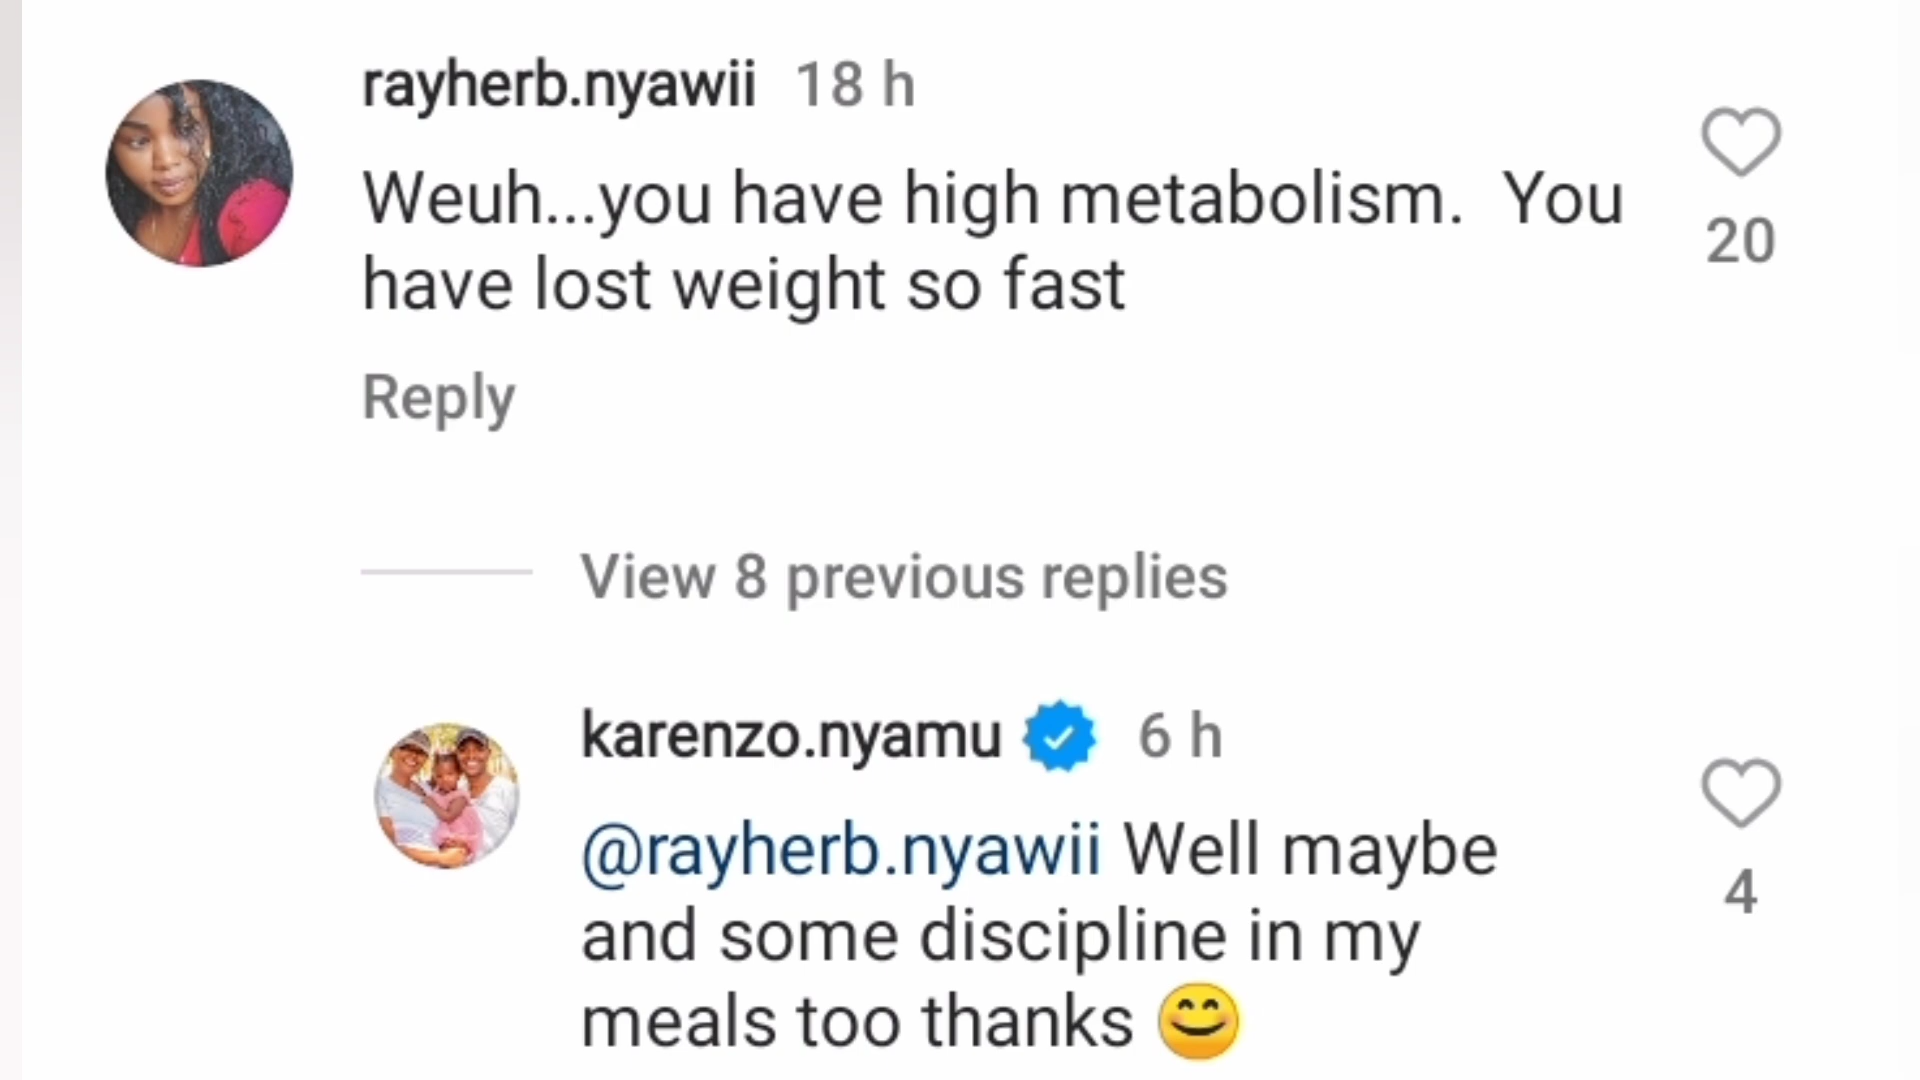 rayherb.nyawii 18 h
Weuh...you have high metabolism. You
have lost weight so fast
20
Reply
View 8 previous replies
karenzo.nyamu 6 h
@rayherb.nyawii Well maybe
and some discipline in my
meals too thanks 😊
4